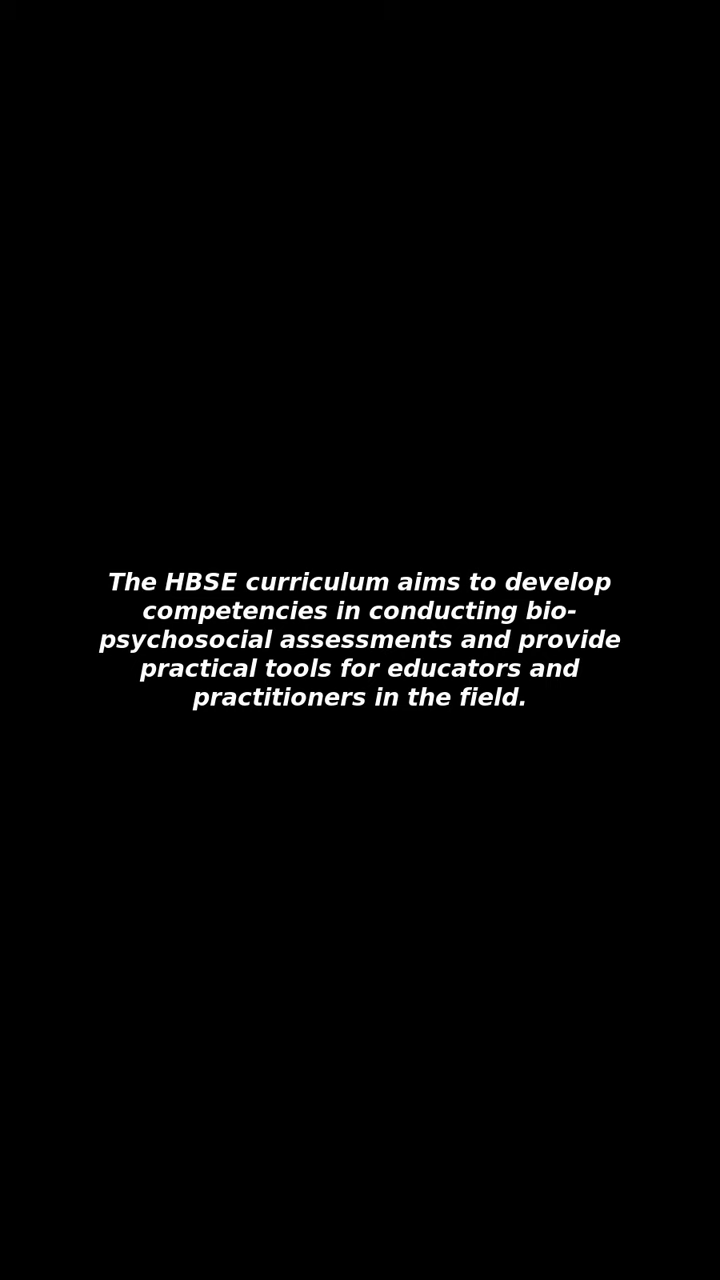 The HBSE curriculum aims to develop
competencies in conducting bio-
psychosocial assessments and provide
practical tools for educators and
practitioners in the field.